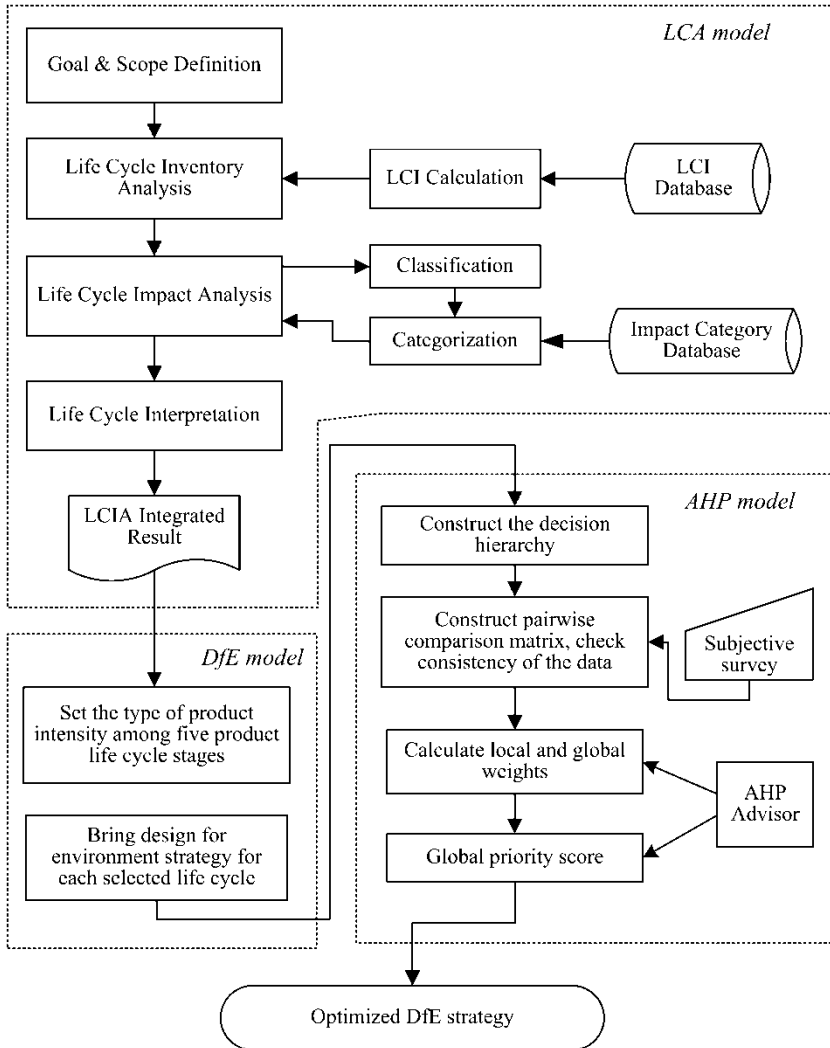 LCA model
Goal & Scope Definition
Life Cycle Inventory
Analysis
LCI Calculation
LCI
Database
Life Cycle Impact Analysis
Classification
Categorization
Impact Category
Database
Life Cycle Interpretation
LCIA Integrated
Result
AHP model
Construct the decision
hierarchy
Construct pairwise
comparison matrix, check
consistency of the data
Subjective
survey
Calculate local and global
weights
AHP
Advisor
Global priority score
DfE model
Set the type of product
intensity among five product
life cycle stages
Bring design for
environment strategy for
each selected life cycle
Optimized DfE strategy